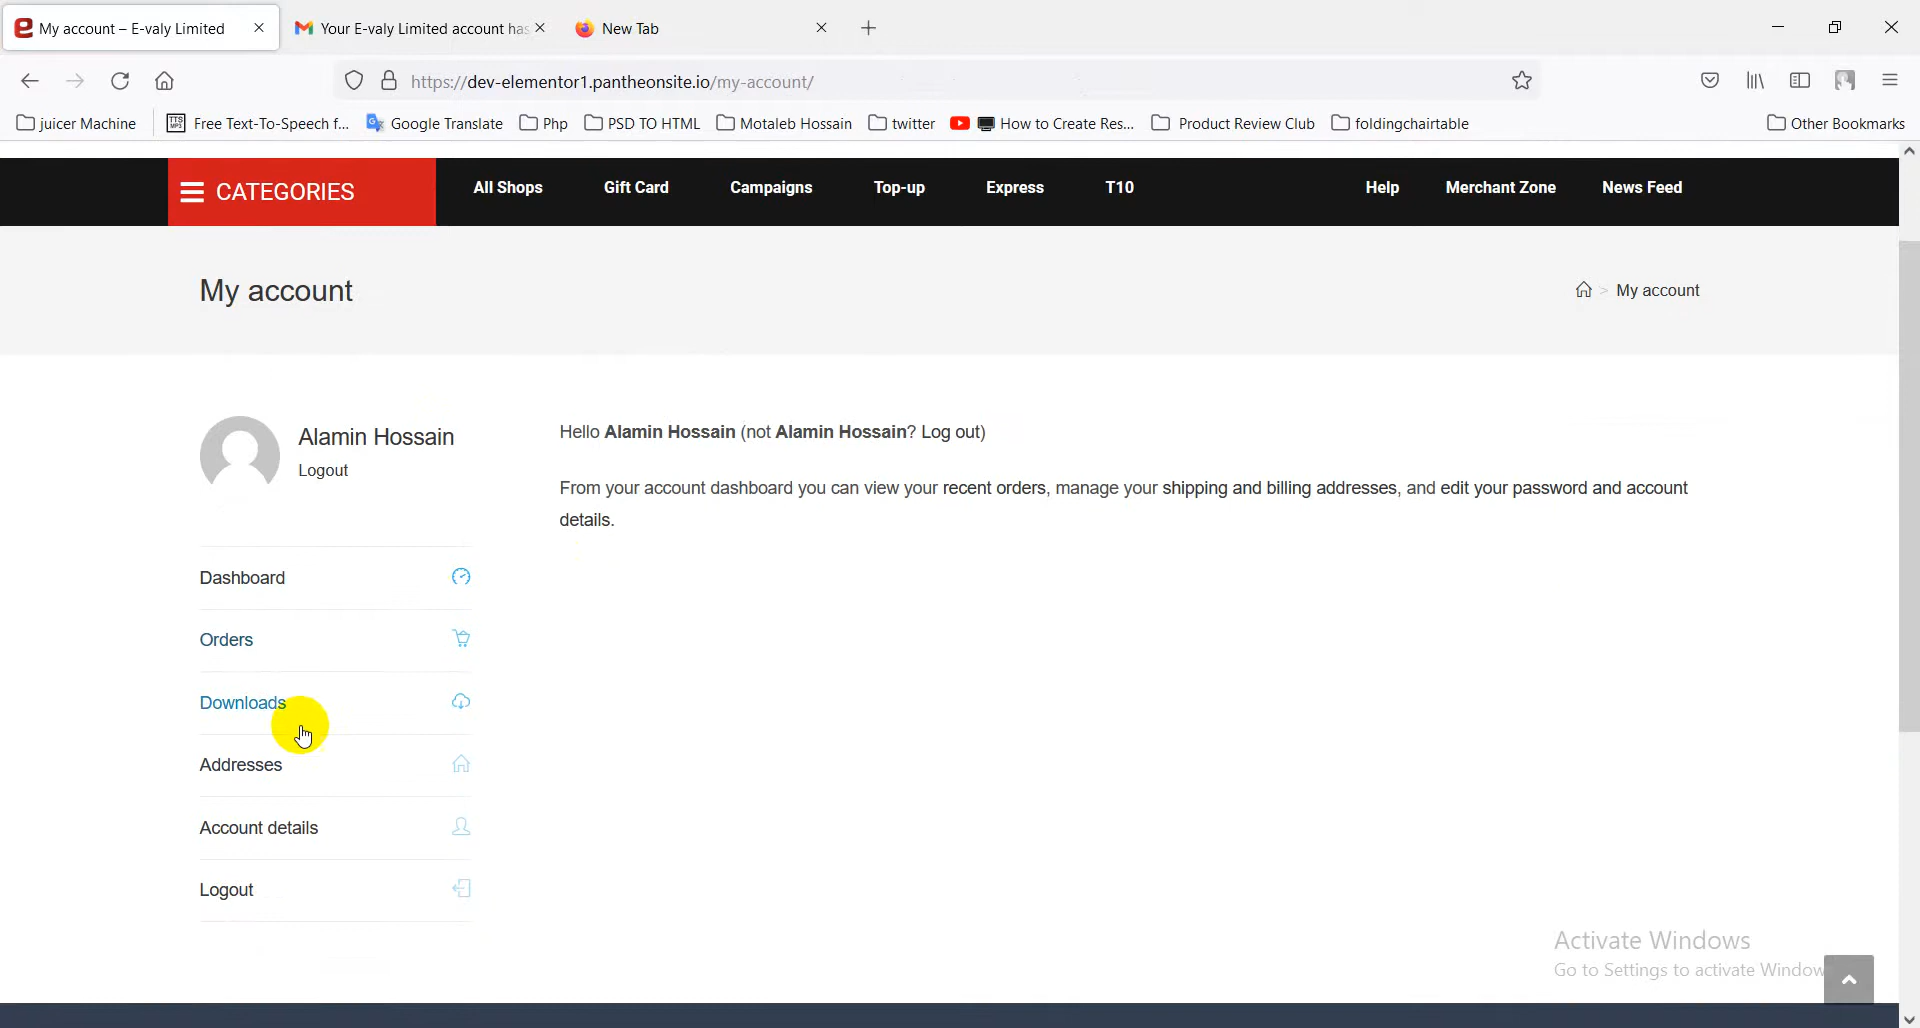 My account – E-valy Limited
Your E-valy Limited account has
New Tab
https://dev-elementor1.pantheonsite.io/my-account/
juicer Machine
TTS MP3 Free Text-To-Speech f...
Google Translate
Php
PSD TO HTML
Motaleb Hossain
twitter
How to Create Res...
Product Review Club
foldingchairtable
Other Bookmarks
CATEGORIES
All Shops
Gift Card
Campaigns
Top-up
Express
T10
Help
Merchant Zone
News Feed
My account
> My account
Alamin Hossain
Logout
Hello Alamin Hossain (not Alamin Hossain? Log out)
From your account dashboard you can view your recent orders, manage your shipping and billing addresses, and edit your password and account
details.
Dashboard
Orders
Downloads
Addresses
Account details
Logout
Activate Windows
Go to Settings to activate Window